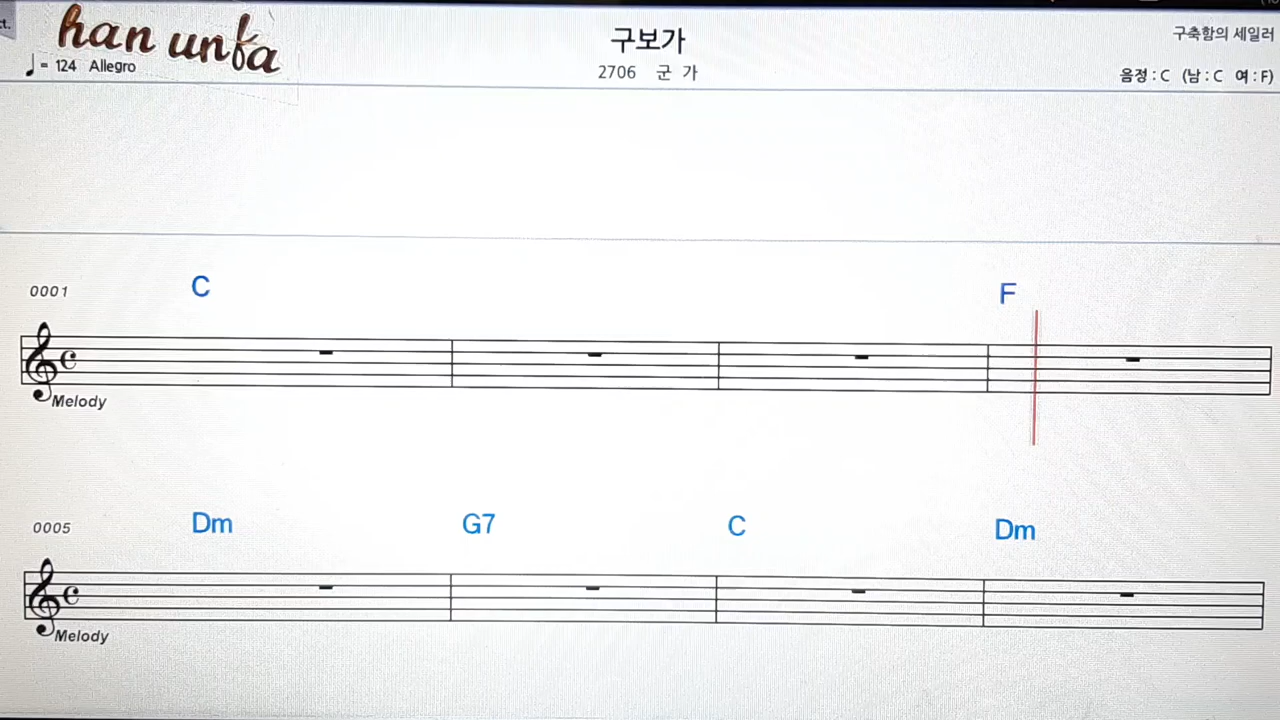 ct.
han unfa
구보가
구축함의 세일러
= 124 Allegro
2706 군 가
음정 : C (남 : C 여 : F)
0001
C
F
Melody
0005
Dm
G7
C
Dm
Melody